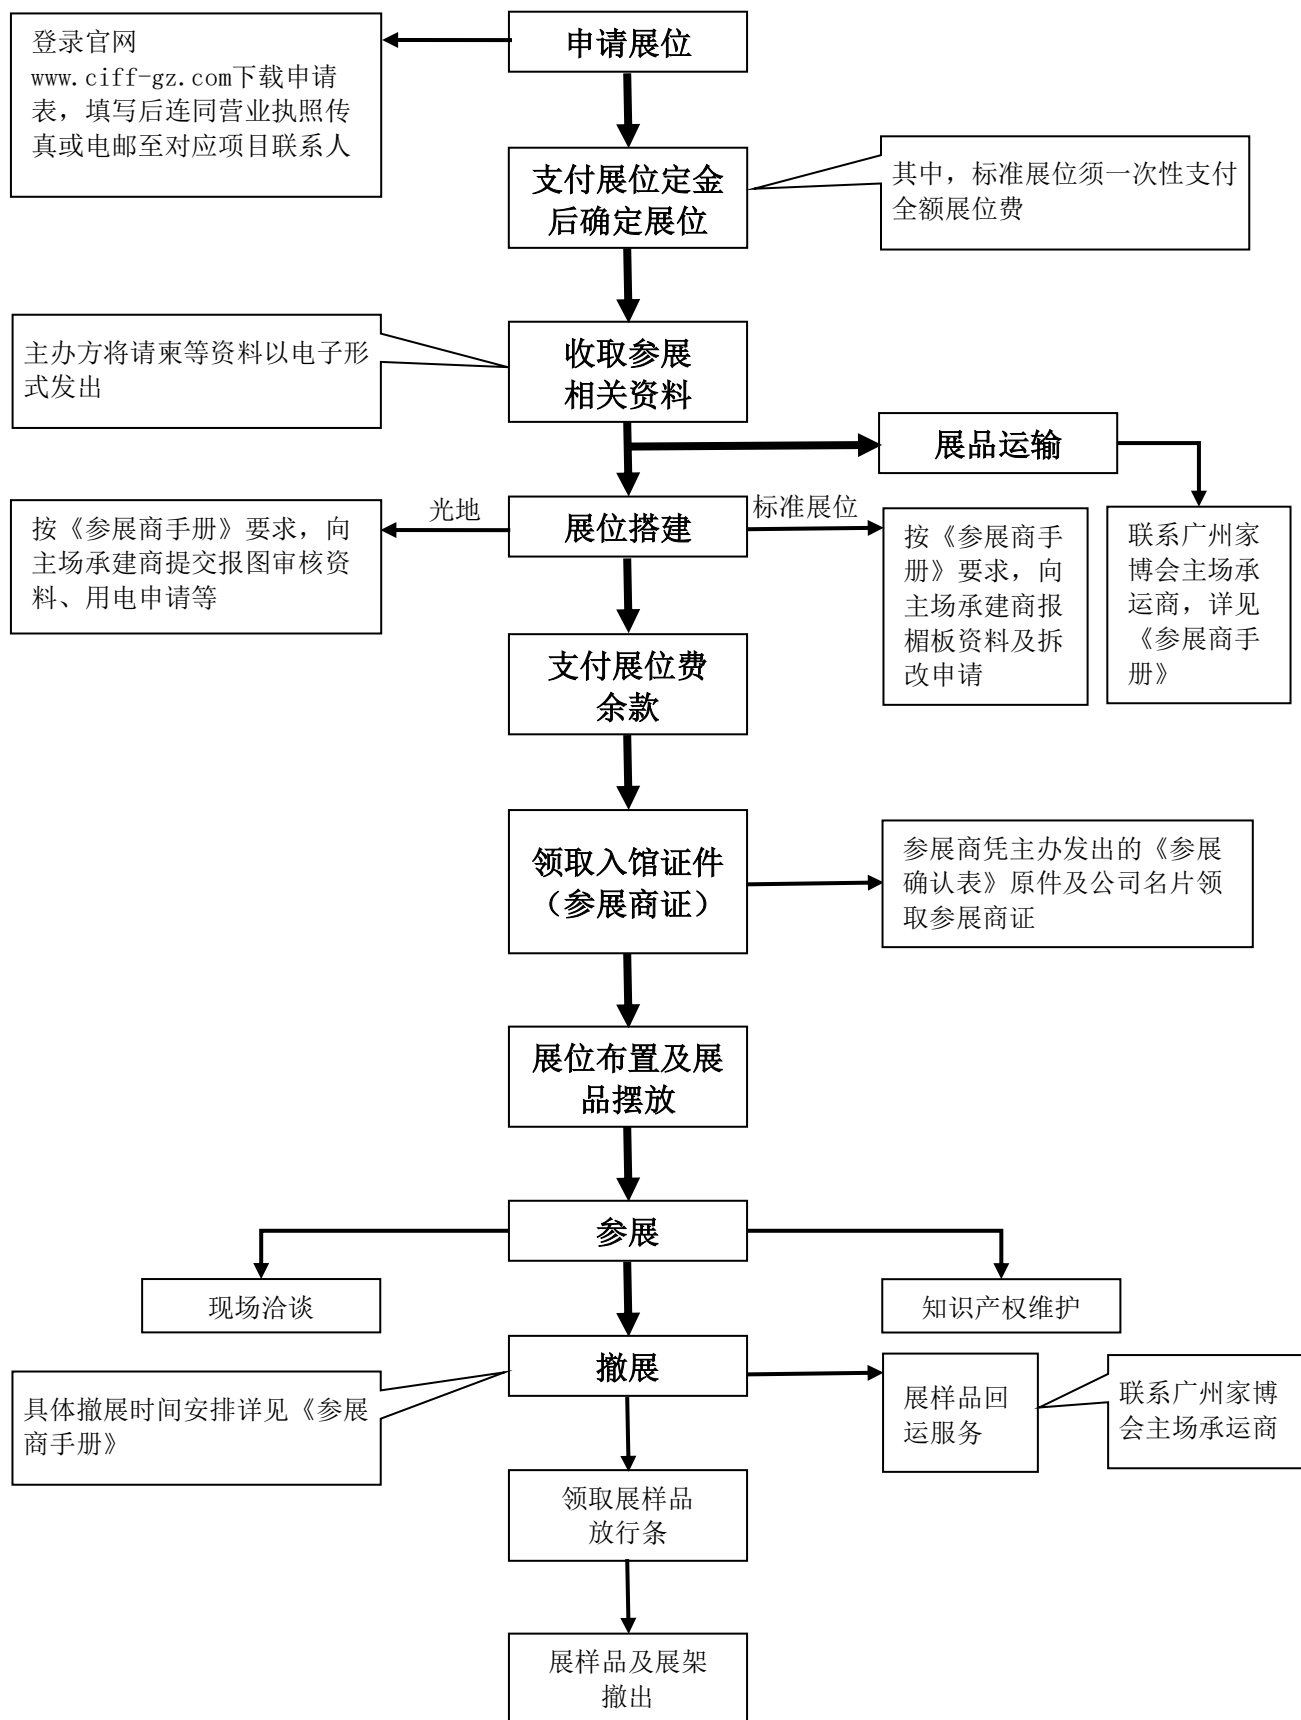 申请展位
登录官网
www.ciff-gz.com下载申请
表，填写后连同营业执照传
真或电邮至对应项目联系人
支付展位定金
后确定展位
其中，标准展位须一次性支付
全额展位费
收取参展
相关资料
主办方将请柬等资料以电子形
式发出
展品运输
联系广州家
博会主场承
运商，详见
《参展商手
册》
展位搭建
光地
按《参展商手册》要求，向
主场承建商提交报图审核资
料、用电申请等
标准展位
按《参展商手
册》要求，向
主场承建商报
楣板资料及拆
改申请
支付展位费
余款
领取入馆证件
（参展商证）
参展商凭主办发出的《参展
确认表》原件及公司名片领
取参展商证
展位布置及展
品摆放
参展
现场洽谈
知识产权维护
撤展
具体撤展时间安排详见《参展
商手册》
展样品回
运服务
联系广州家博
会主场承运商
领取展样品
放行条
展样品及展架
撤出